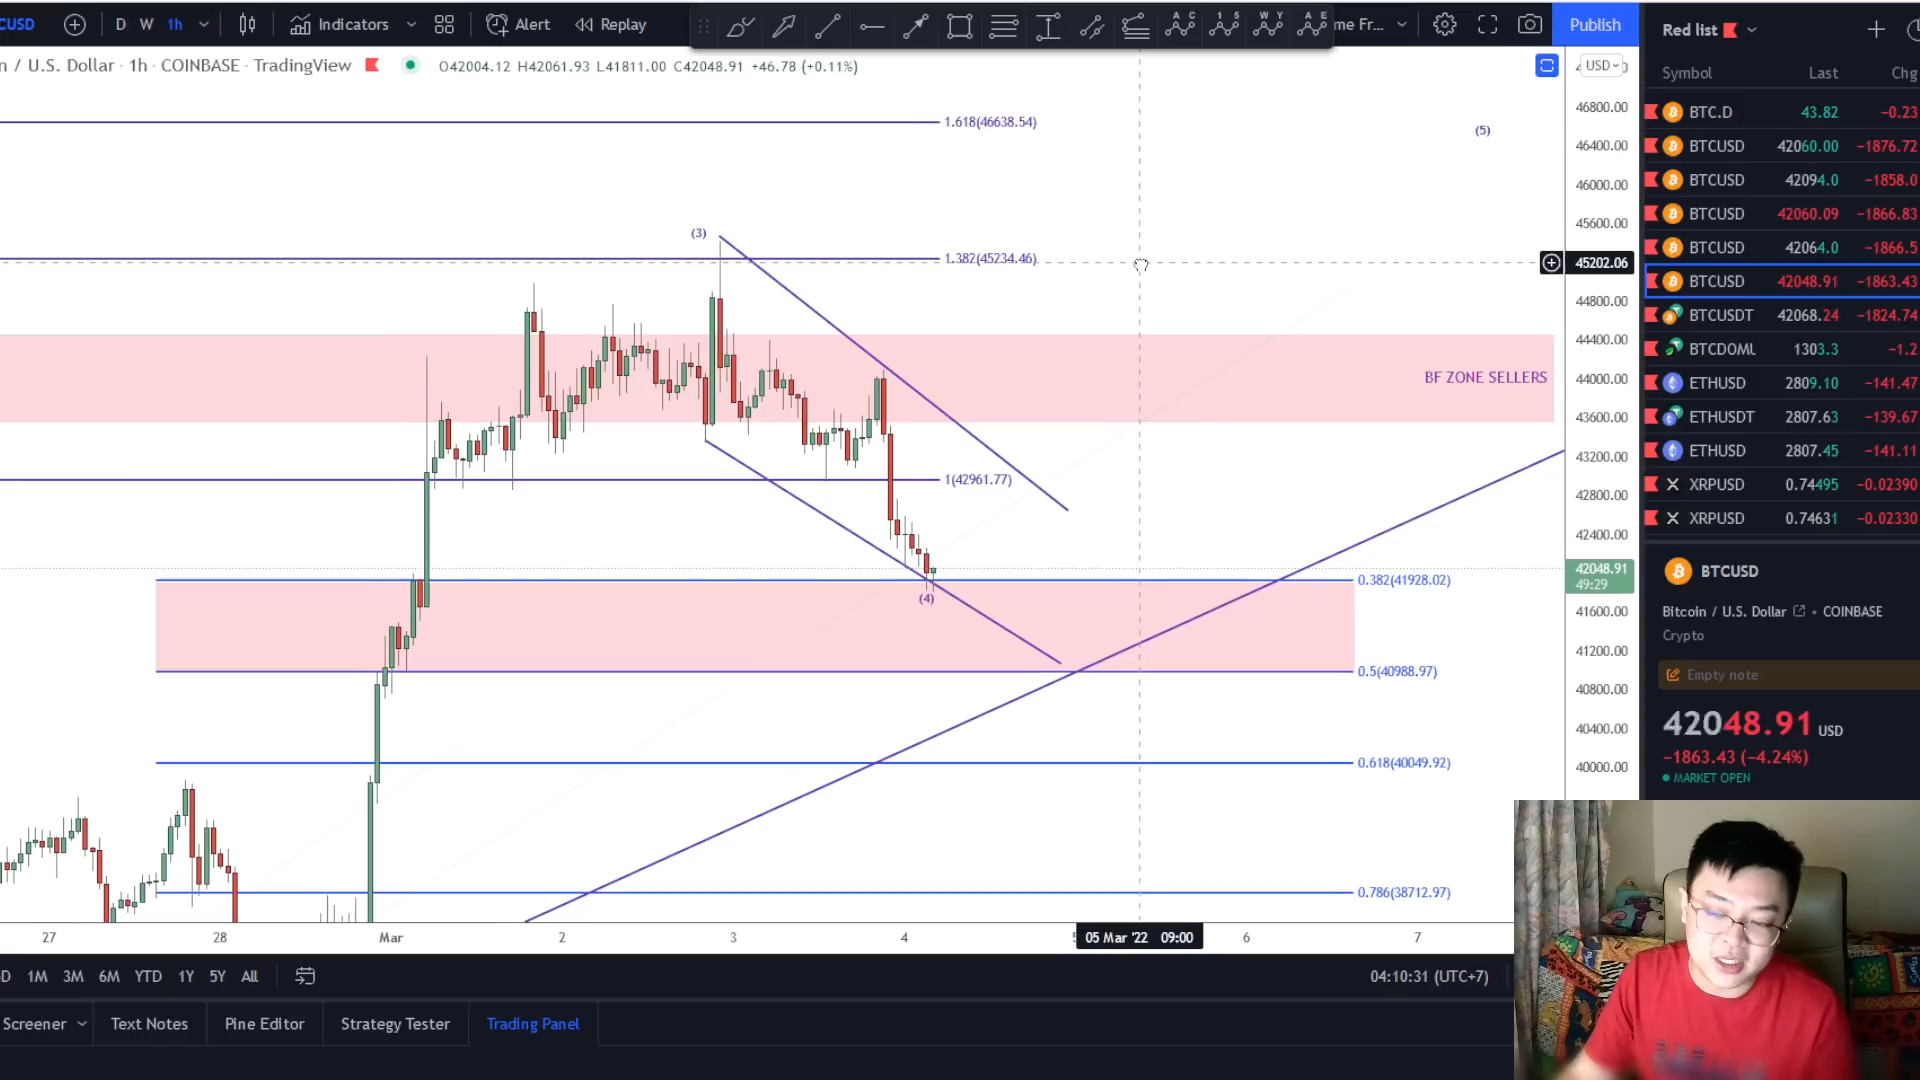 CUSD D W 1h Indicators Alert Replay me Fr... Publish
n / U.S. Dollar · 1h · COINBASE · TradingView O42004.12 H42061.93 L41811.00 C42048.91 +46.78 (+0.11%)
USD
1.618(46638.54)
(5)
(3)
1.382(45234.46)
BF ZONE SELLERS
1(42961.77)
0.382(41928.02)
(4)
0.5(40988.97)
0.618(40049.92)
0.786(38712.97)
46800.00
46400.00
46000.00
45600.00
45202.06
44800.00
44400.00
44000.00
43600.00
43200.00
42800.00
42400.00
42048.91
49:29
41600.00
41200.00
40800.00
40400.00
40000.00
27 28 Mar 2 3 4 05 Mar '22 09:00 6 7
D 1M 3M 6M YTD 1Y 5Y All 04:10:31 (UTC+7)
Screener Text Notes Pine Editor Strategy Tester Trading Panel
Red list
Symbol Last Chg
BTC.D 43.82 −0.23
BTCUSD 42060.00 −1876.72
BTCUSD 42094.0 −1858.0
BTCUSD 42060.09 −1866.83
BTCUSD 42064.0 −1866.5
BTCUSD 42048.91 −1863.43
BTCUSDT 42068.24 −1824.74
1303.3 −1.2
ETHUSD 2809.10 −141.47
ETHUSDT 2807.63 −139.67
ETHUSD 2807.45 −141.11
XRPUSD 0.74495 −0.02390
XRPUSD 0.74631 −0.02330
BTCUSD
Bitcoin / U.S. Dollar • COINBASE
Crypto
Empty note
42048.91 USD
−1863.43 (−4.24%)
MARKET OPEN